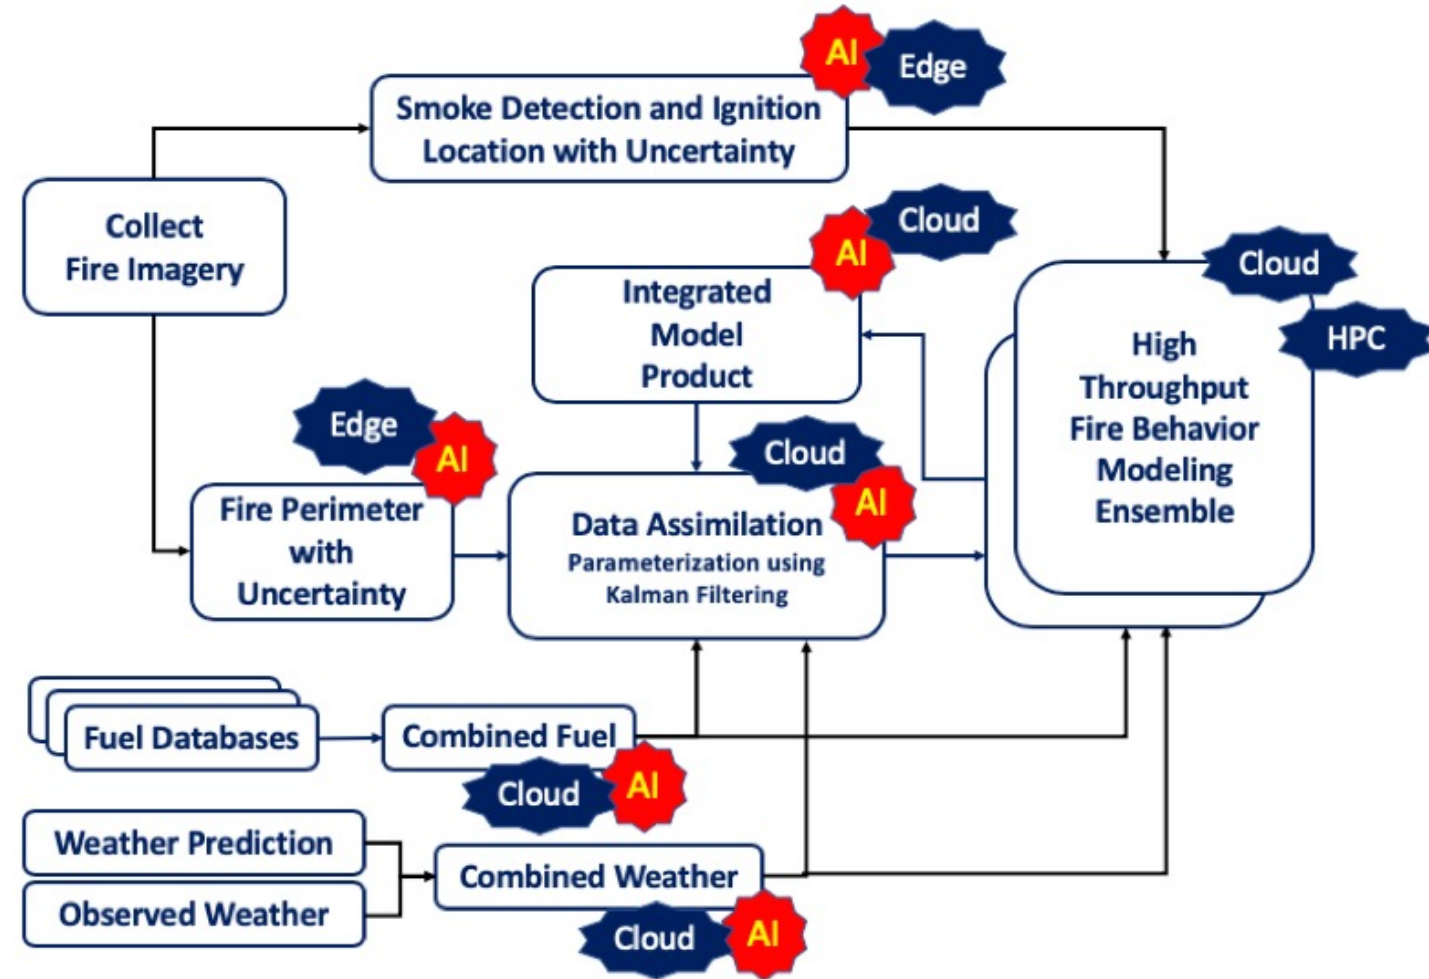 AI
Edge
Smoke Detection and Ignition
Location with Uncertainty
Collect
Fire Imagery
Cloud
AI
Integrated
Model
Product
Cloud
HPC
High
Throughput
Fire Behavior
Modeling
Ensemble
Edge
AI
Fire Perimeter
with
Uncertainty
Cloud
AI
Data Assimilation
Parameterization using
Kalman Filtering
Fuel Databases
Combined Fuel
Cloud
AI
Weather Prediction
Observed Weather
Combined Weather
Cloud
AI